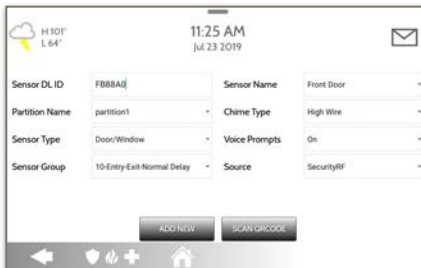 H 101° 11:25 AM
L 64° Jul 23 2019
Sensor DL ID FB88A0 Sensor Name Front Door
Partition Name partition1 Chime Type High Wire
Sensor Type Door/Window Voice Prompts On
Sensor Group 10-Entry-Exit-Normal Delay Source SecurityRF
ADD NEW SCAN QRCODE